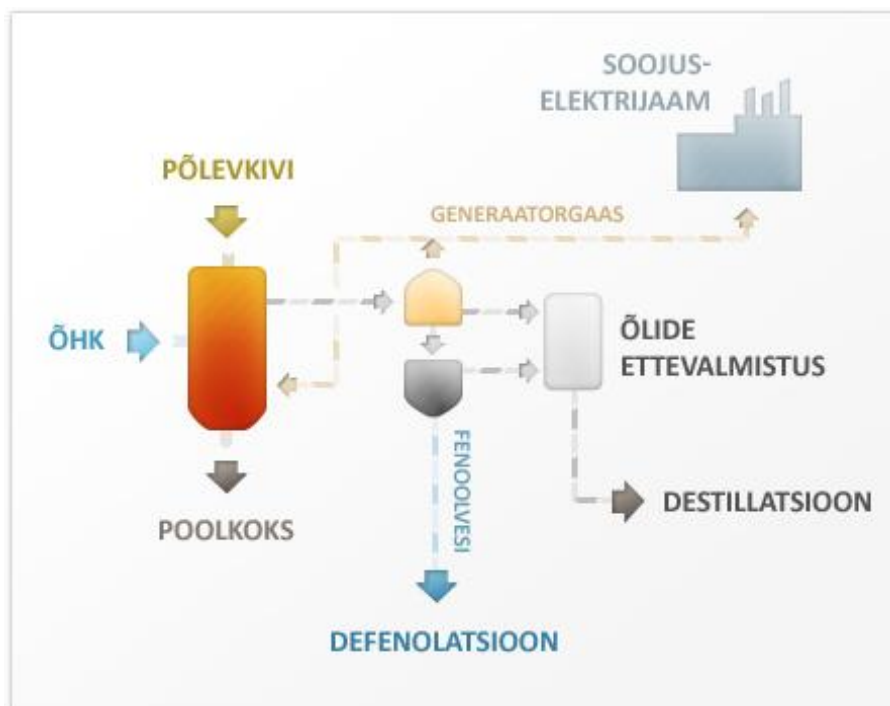 SOOJUS-
ELEKTRIJAAM
PÕLEVKIVI
GENERAATORGAAS
ÕHK
ÕLIDE
ETTEVALMISTUS
FENOOLVESI
DESTILLATSIOON
POOLKOKS
DEFENOLATSIOON